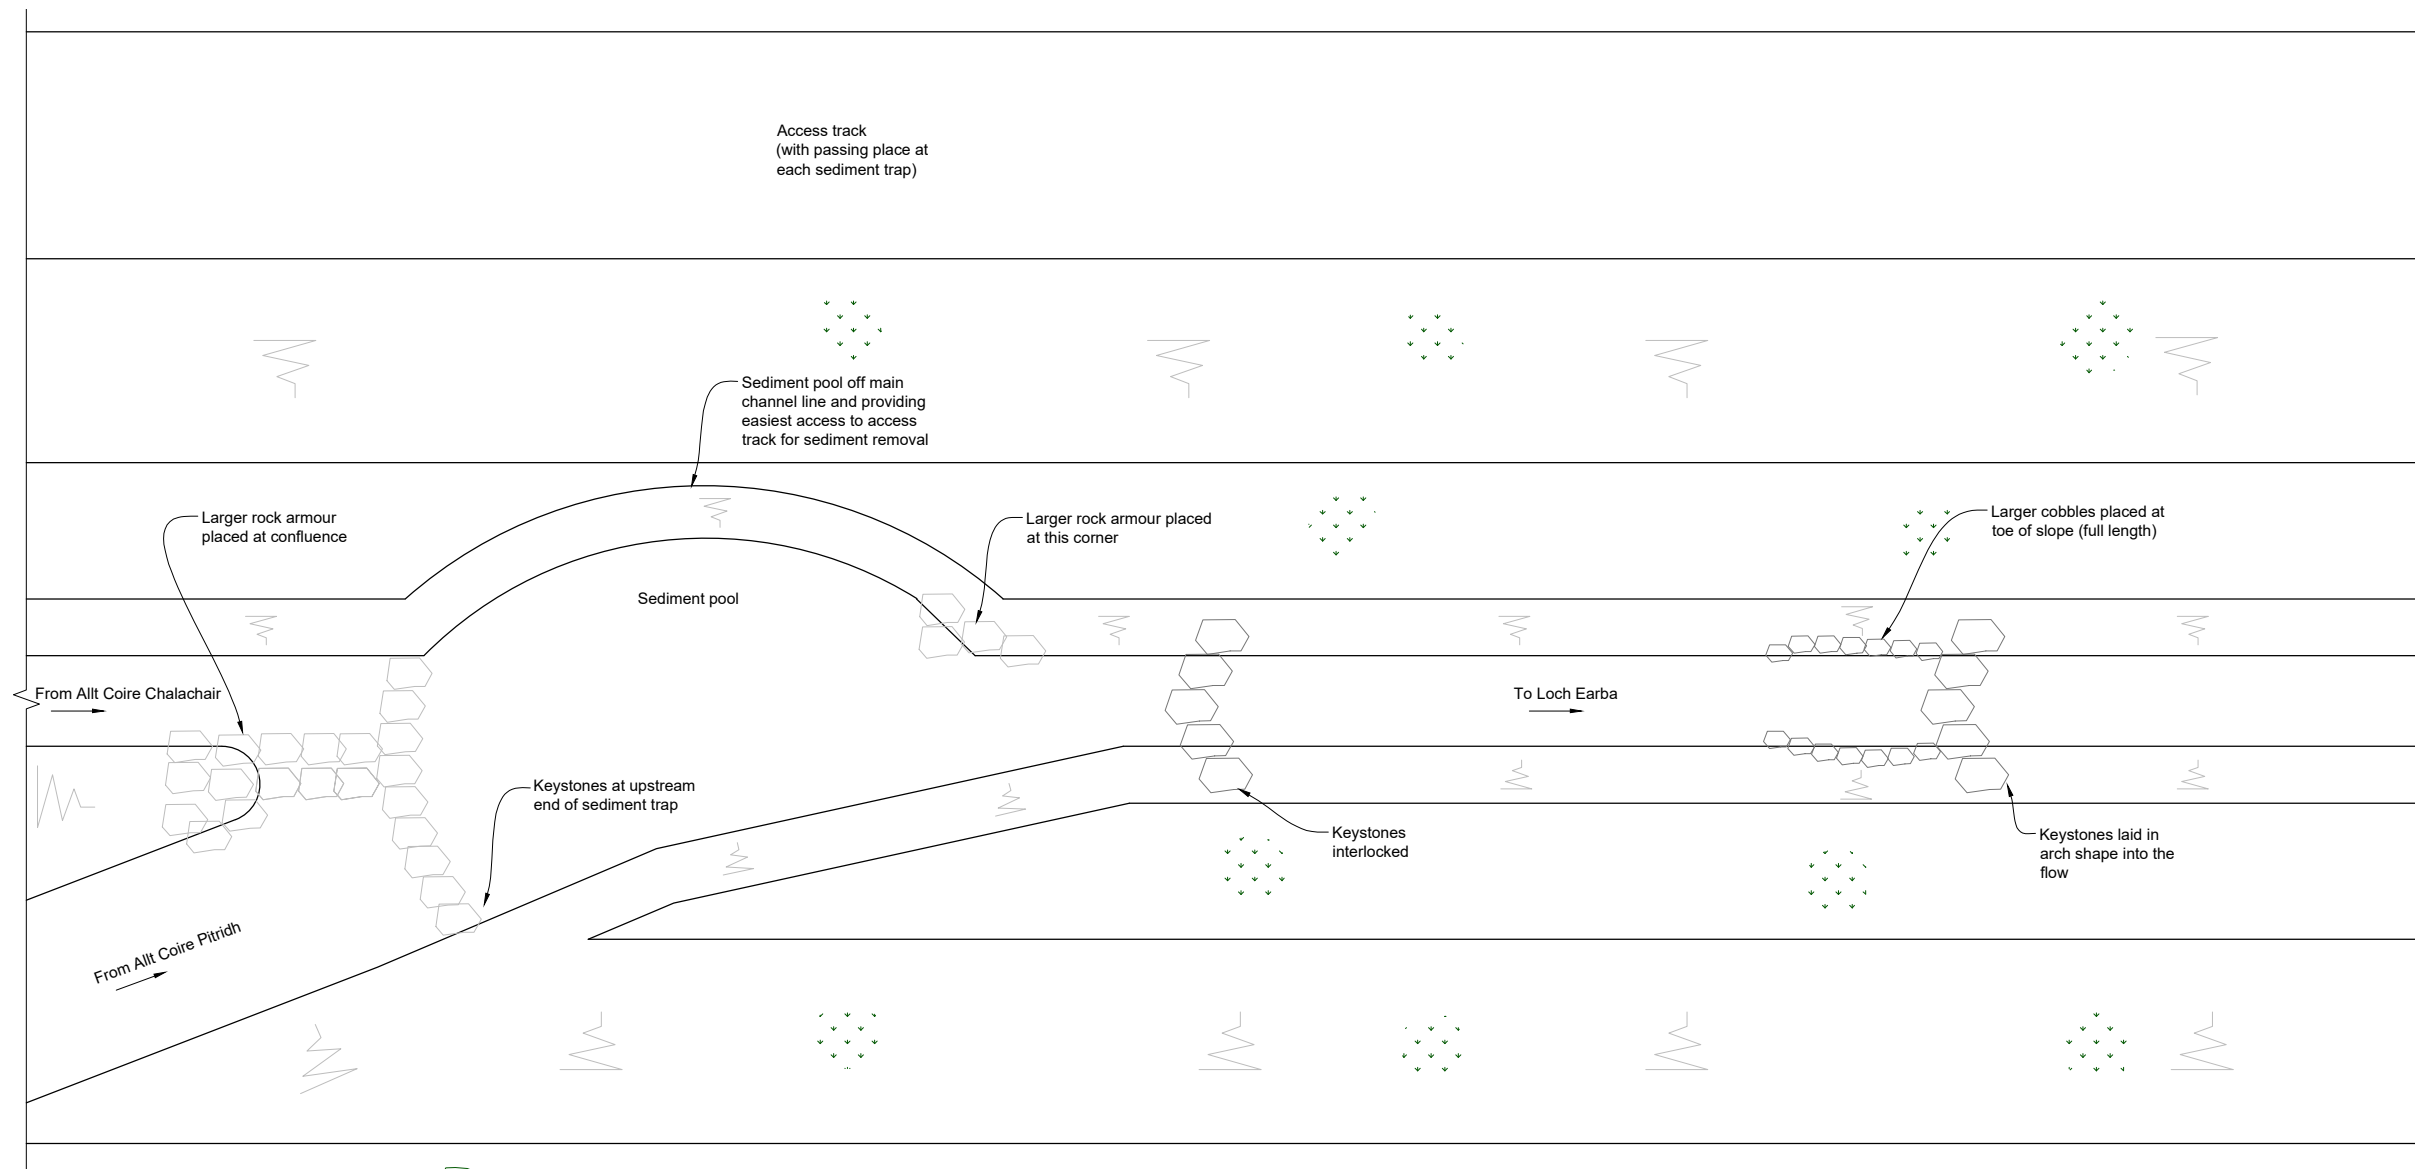 Access track
(with passing place at
each sediment trap)
Sediment pool off main
channel line and providing
easiest access to access
track for sediment removal
Larger rock armour
placed at confluence
Larger rock armour placed
at this corner
Larger cobbles placed at
toe of slope (full length)
Sediment pool
From Allt Coire Chalachair
To Loch Earba
Keystones at upstream
end of sediment trap
Keystones
interlocked
Keystones laid in
arch shape into the
flow
From Allt Coire Pitridh